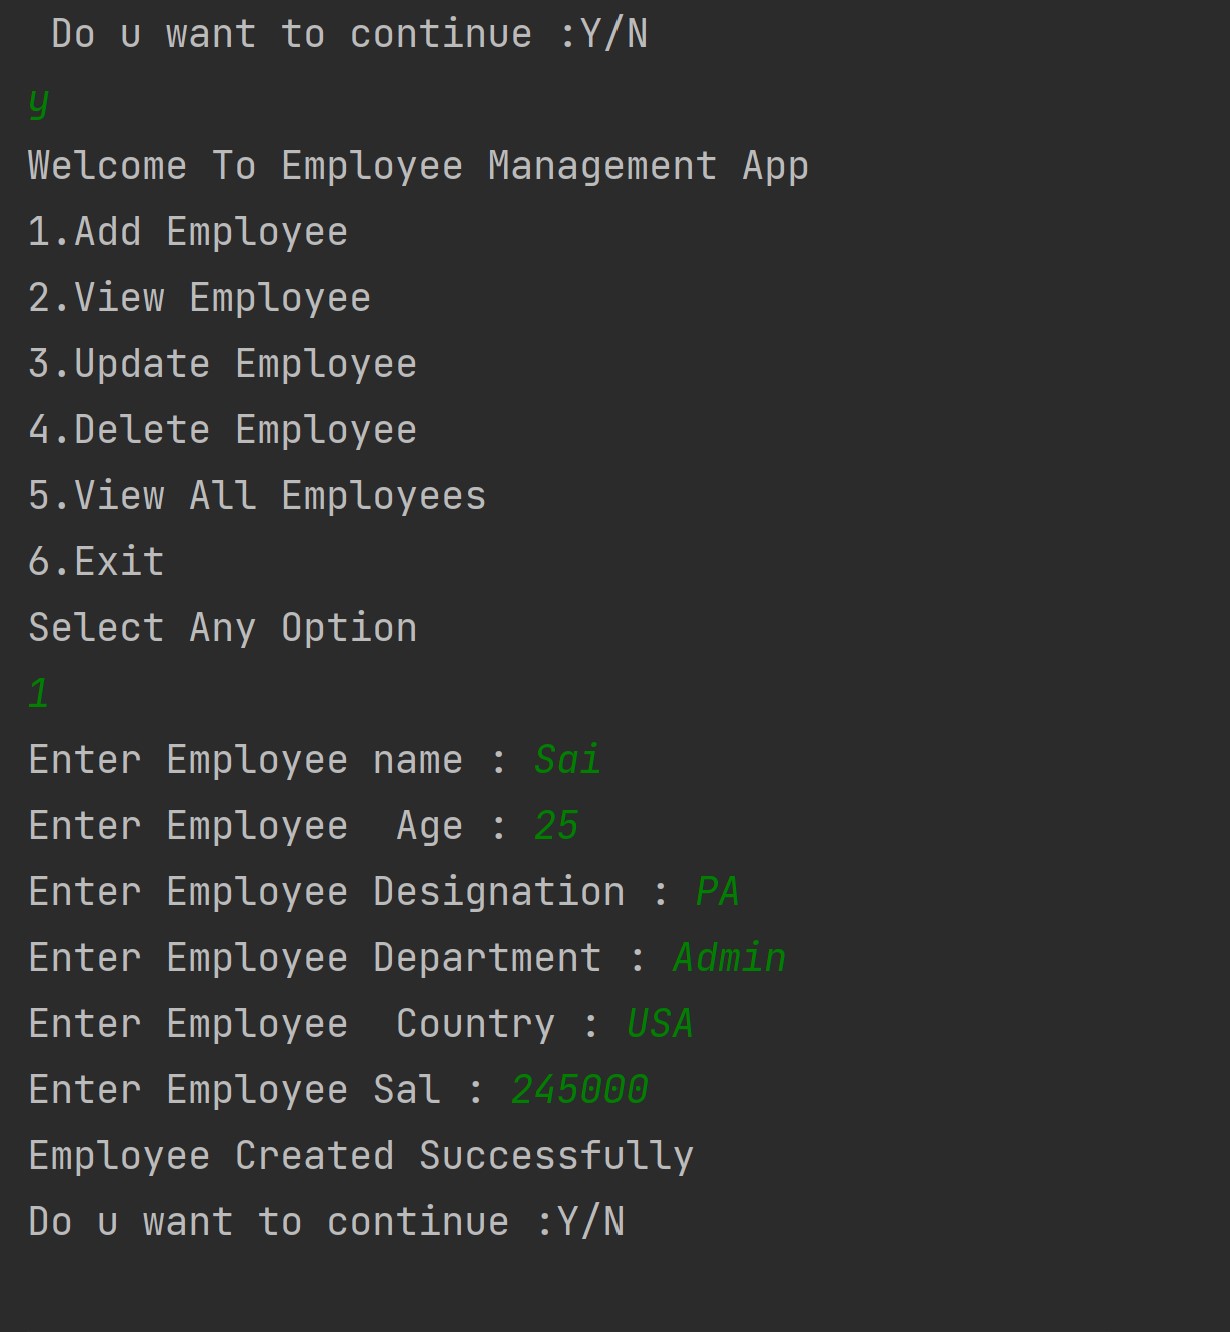 Do u want to continue :Y/N
y
Welcome To Employee Management App
1.Add Employee
2.View Employee
3.Update Employee
4.Delete Employee
5.View All Employees
6.Exit
Select Any Option
1
Enter Employee name : Sai
Enter Employee  Age : 25
Enter Employee Designation : PA
Enter Employee Department : Admin
Enter Employee  Country : USA
Enter Employee Sal : 245000
Employee Created Successfully
Do u want to continue :Y/N